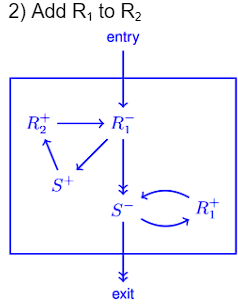 2) Add R₁ to R₂
entry
R₂⁺ R₁⁻
S⁺
S⁻ R₁⁺
exit